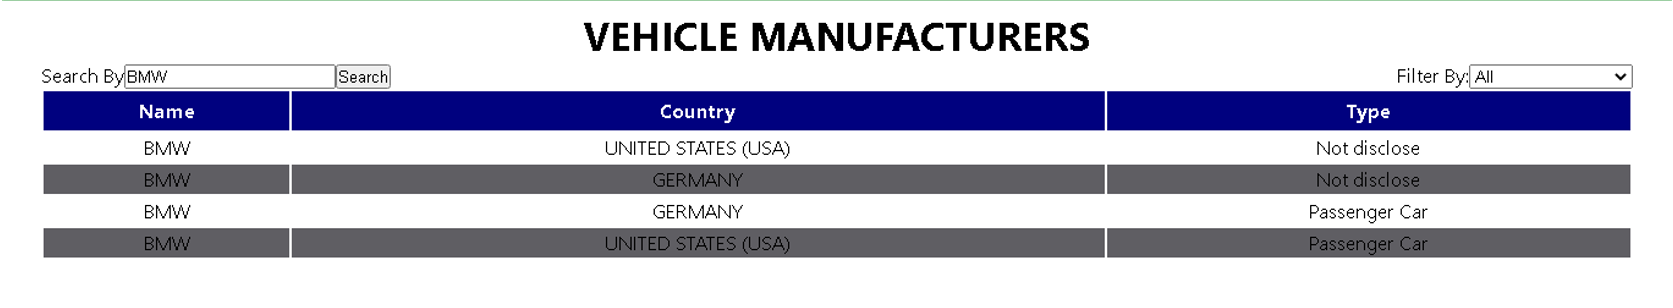 VEHICLE MANUFACTURERS
Search By BMW Search Filter By: All
Name Country Type
BMW UNITED STATES (USA) Not disclose
BMW GERMANY Not disclose
BMW GERMANY Passenger Car
BMW UNITED STATES (USA) Passenger Car